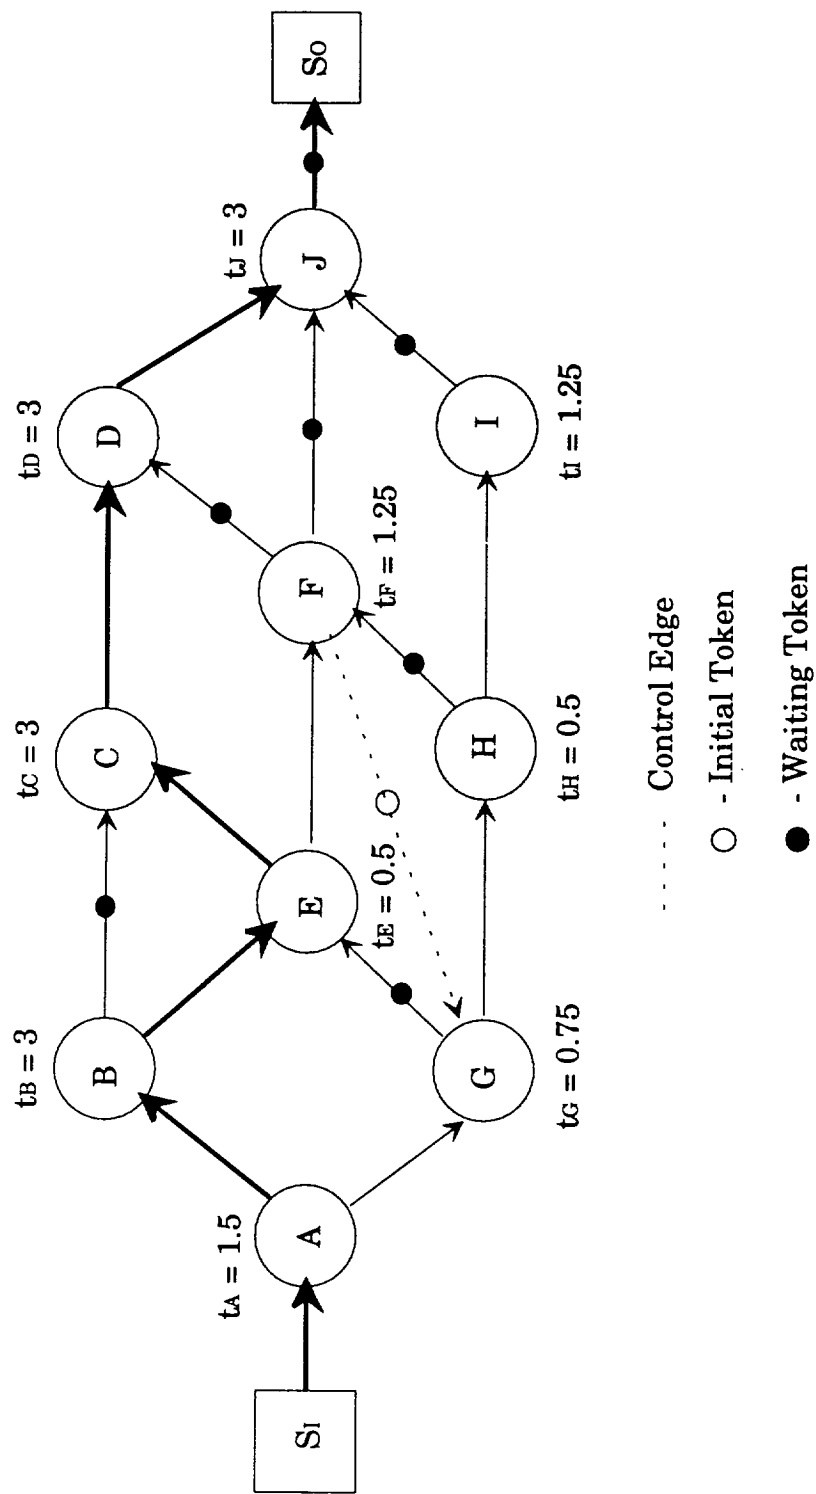 SI
tA = 1.5
A
tB = 3
B
tG = 0.75
G
tE = 0.5
E
tC = 3
C
tH = 0.5
H
tF = 1.25
F
tD = 3
D
tI = 1.25
I
tJ = 3
J
SO
- - - - Control Edge
- Initial Token
- Waiting Token